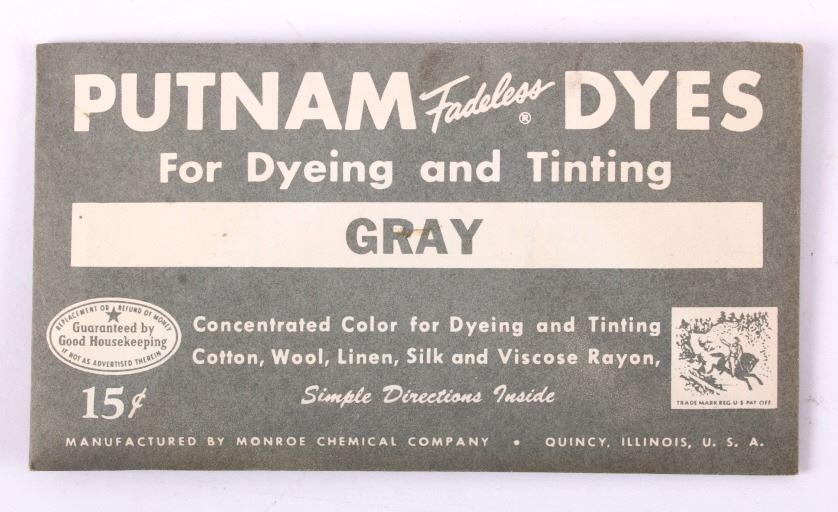 PUTNAM Fadeless® DYES
For Dyeing and Tinting
GRAY
REPLACEMENT OR REFUND OF MONEY
Guaranteed by
Good Housekeeping
IF NOT AS ADVERTISED THEREIN
15¢
Concentrated Color for Dyeing and Tinting
Cotton, Wool, Linen, Silk and Viscose Rayon,
Simple Directions Inside
TRADE MARK REG. U S PAT OFF.
MANUFACTURED BY MONROE CHEMICAL COMPANY • QUINCY, ILLINOIS, U. S. A.